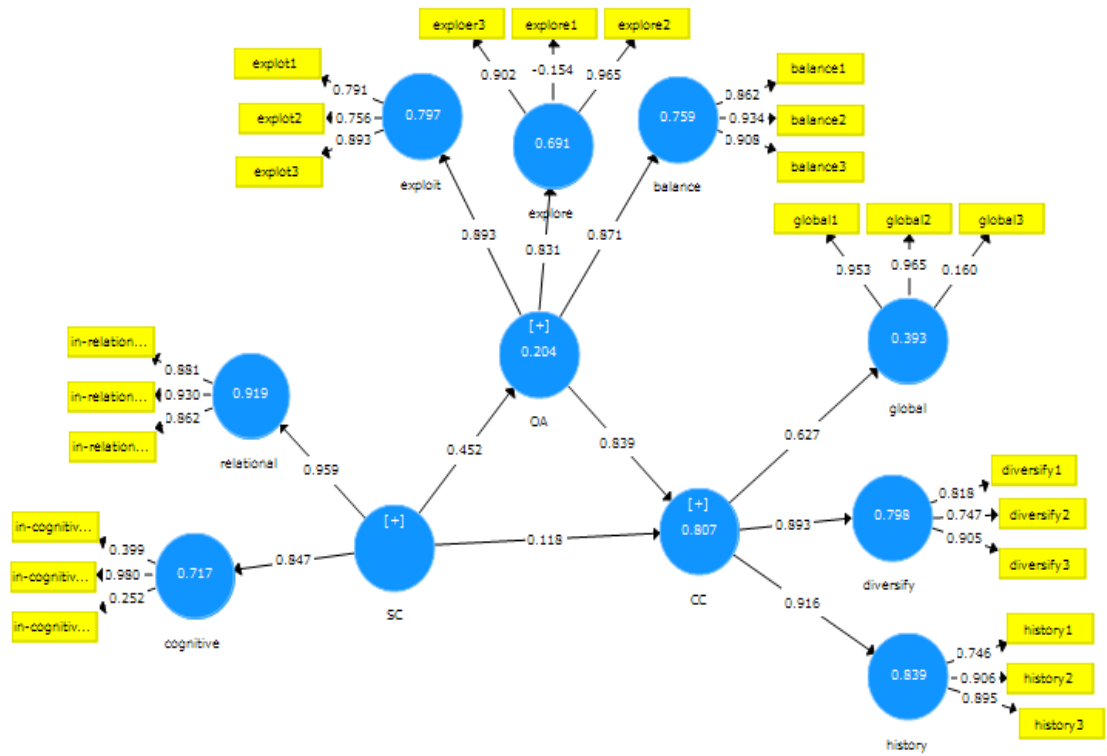 exploer3
explore1
explore2
explot1
explot2
explot3
0.791
0.756
0.893
0.797
exploit
0.902
-0.154
0.965
0.691
explore
0.759
balance
0.862
0.934
0.908
balance1
balance2
balance3
0.893
0.831
0.871
global1
global2
global3
0.953
0.965
0.160
0.393
global
[+]
0.204
OA
in-relation...
in-relation...
in-relation...
0.881
0.930
0.862
0.919
relational
0.959
0.452
0.839
0.627
in-cognitiv...
in-cognitiv...
in-cognitiv...
0.399
0.980
0.252
0.717
cognitive
0.847
[+]
SC
0.118
[+]
0.807
CC
0.893
0.798
diversify
0.818
0.747
0.905
diversify1
diversify2
diversify3
0.916
0.839
history
0.746
0.906
0.895
history1
history2
history3